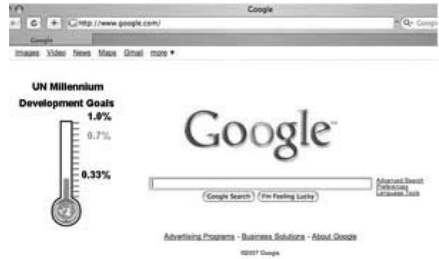 Google
http://www.google.com/
Google
Images Video News Maps Gmail more ▼
UN Millennium
Development Goals
1.0%
0.7%
0.33%
Google™
Advanced Search
Preferences
Language Tools
Google Search
I'm Feeling Lucky
Advertising Programs - Business Solutions - About Google
©2007 Google